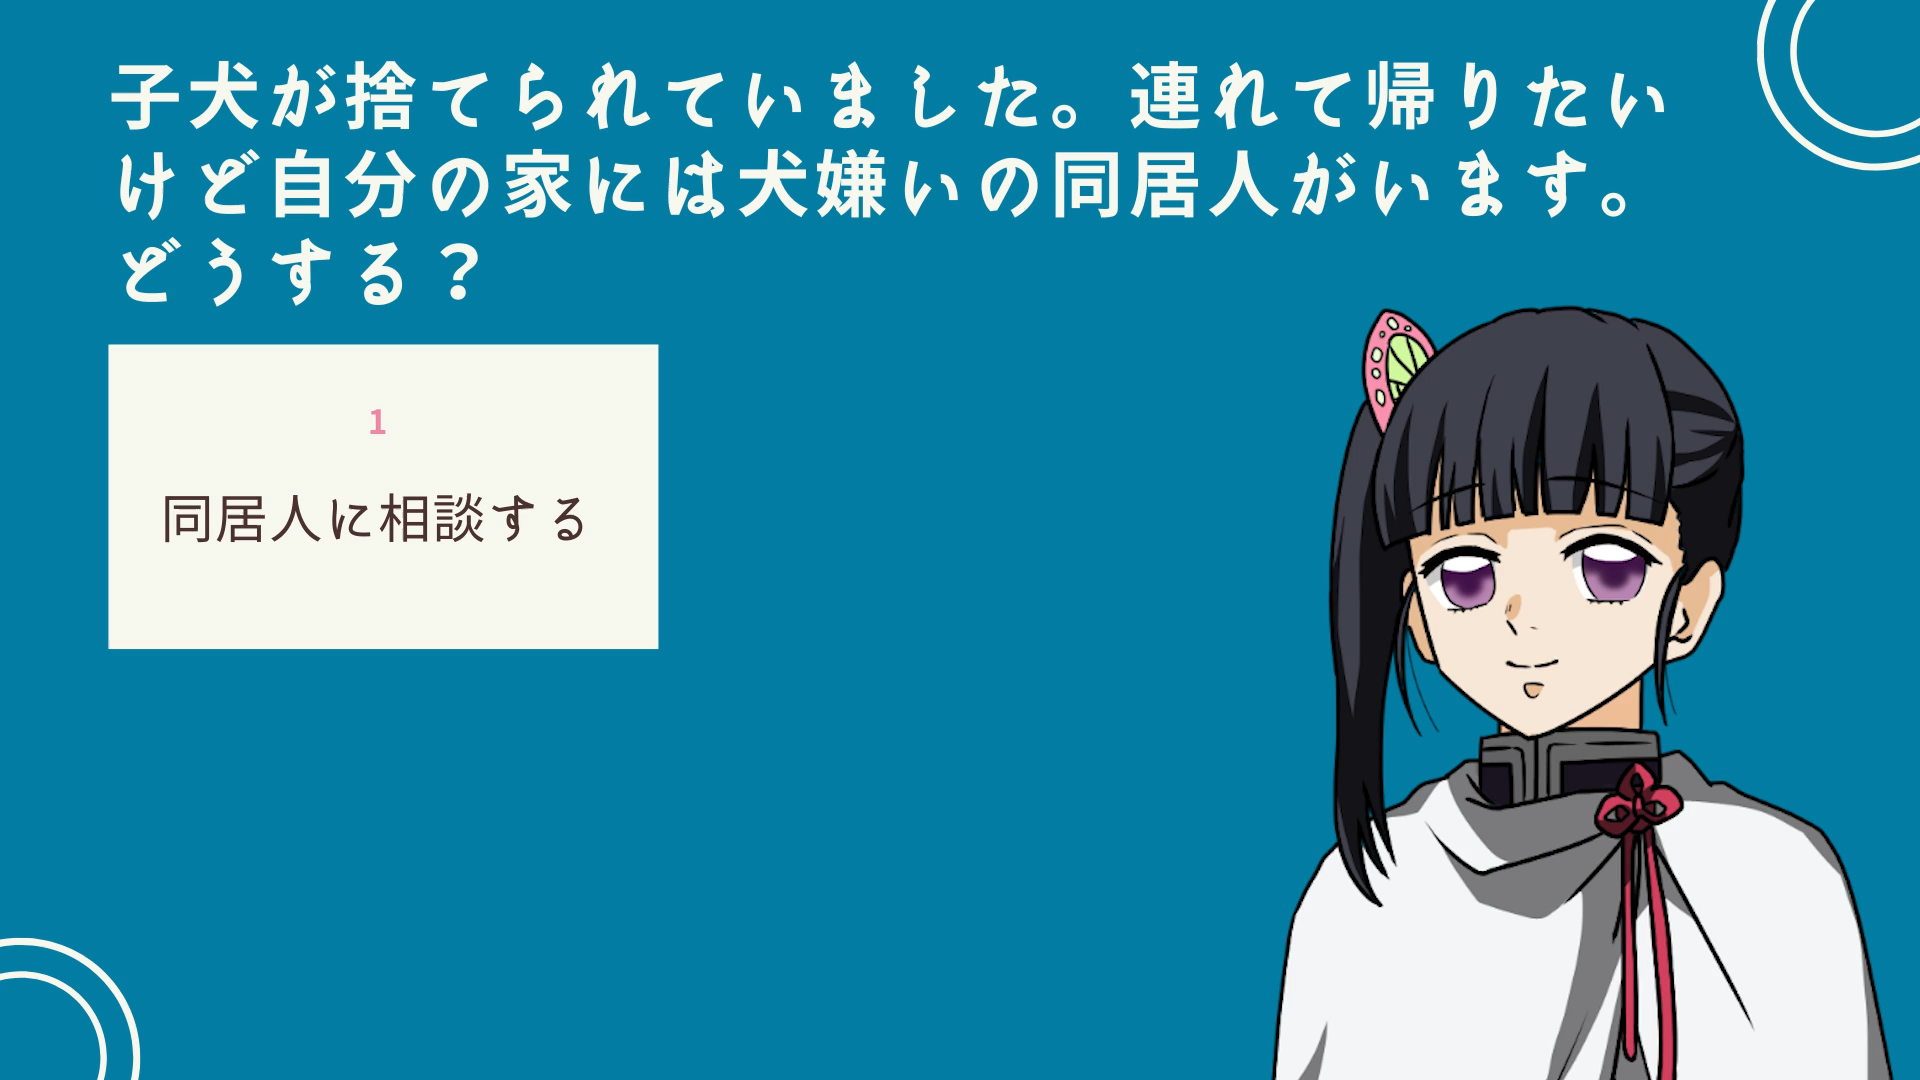 子犬が捨てられていました。連れて帰りたい
けど自分の家には犬嫌いの同居人がいます。
どうする？
1
同居人に相談する